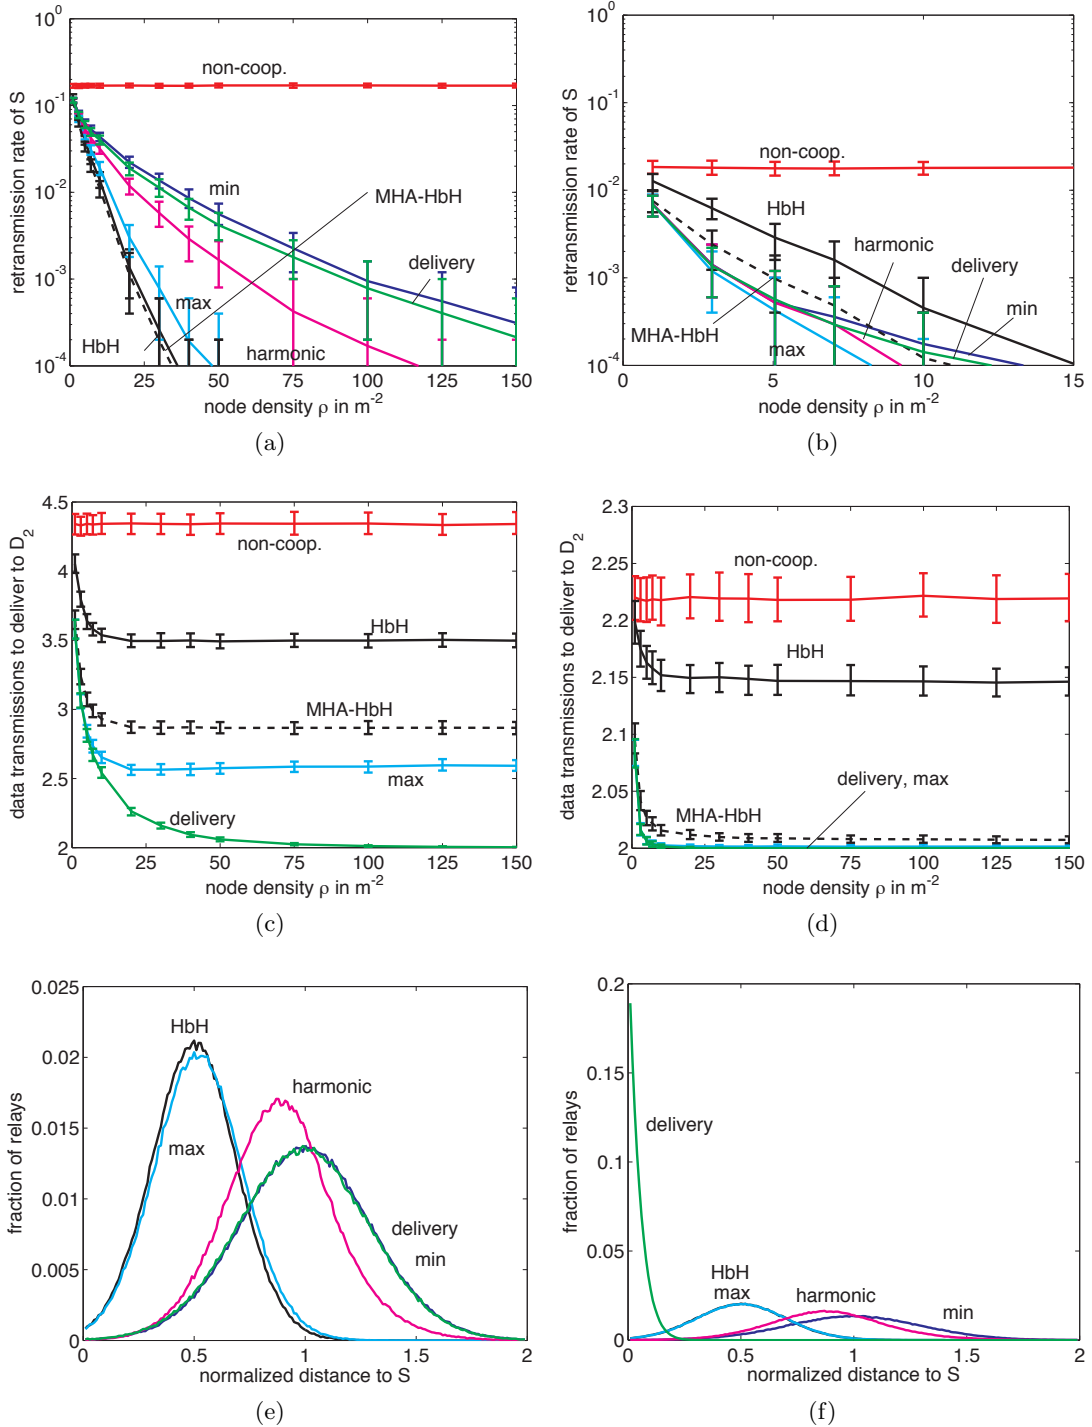 10^0
10^-1
10^-2
10^-3
10^-4
retransmission rate of S
non-coop.
min
MHA-HbH
delivery
max
HbH
harmonic
0 25 50 75 100 125 150
node density ρ in m^-2
(a)
10^0
10^-1
10^-2
10^-3
10^-4
retransmission rate of S
non-coop.
HbH
harmonic
delivery
min
MHA-HbH
max
0 5 10 15
node density ρ in m^-2
(b)
4.5
4
3.5
3
2.5
2
data transmissions to deliver to D_2
non-coop.
HbH
MHA-HbH
max
delivery
0 25 50 75 100 125 150
node density ρ in m^-2
(c)
2.3
2.25
2.2
2.15
2.1
2.05
2
data transmissions to deliver to D_2
non-coop.
HbH
delivery, max
MHA-HbH
0 25 50 75 100 125 150
node density ρ in m^-2
(d)
0.025
0.02
0.015
0.01
0.005
0
fraction of relays
HbH
harmonic
max
delivery
min
0 0.5 1 1.5 2
normalized distance to S
(e)
0.2
0.15
0.1
0.05
0
fraction of relays
delivery
HbH
max
harmonic
min
0 0.5 1 1.5 2
normalized distance to S
(f)